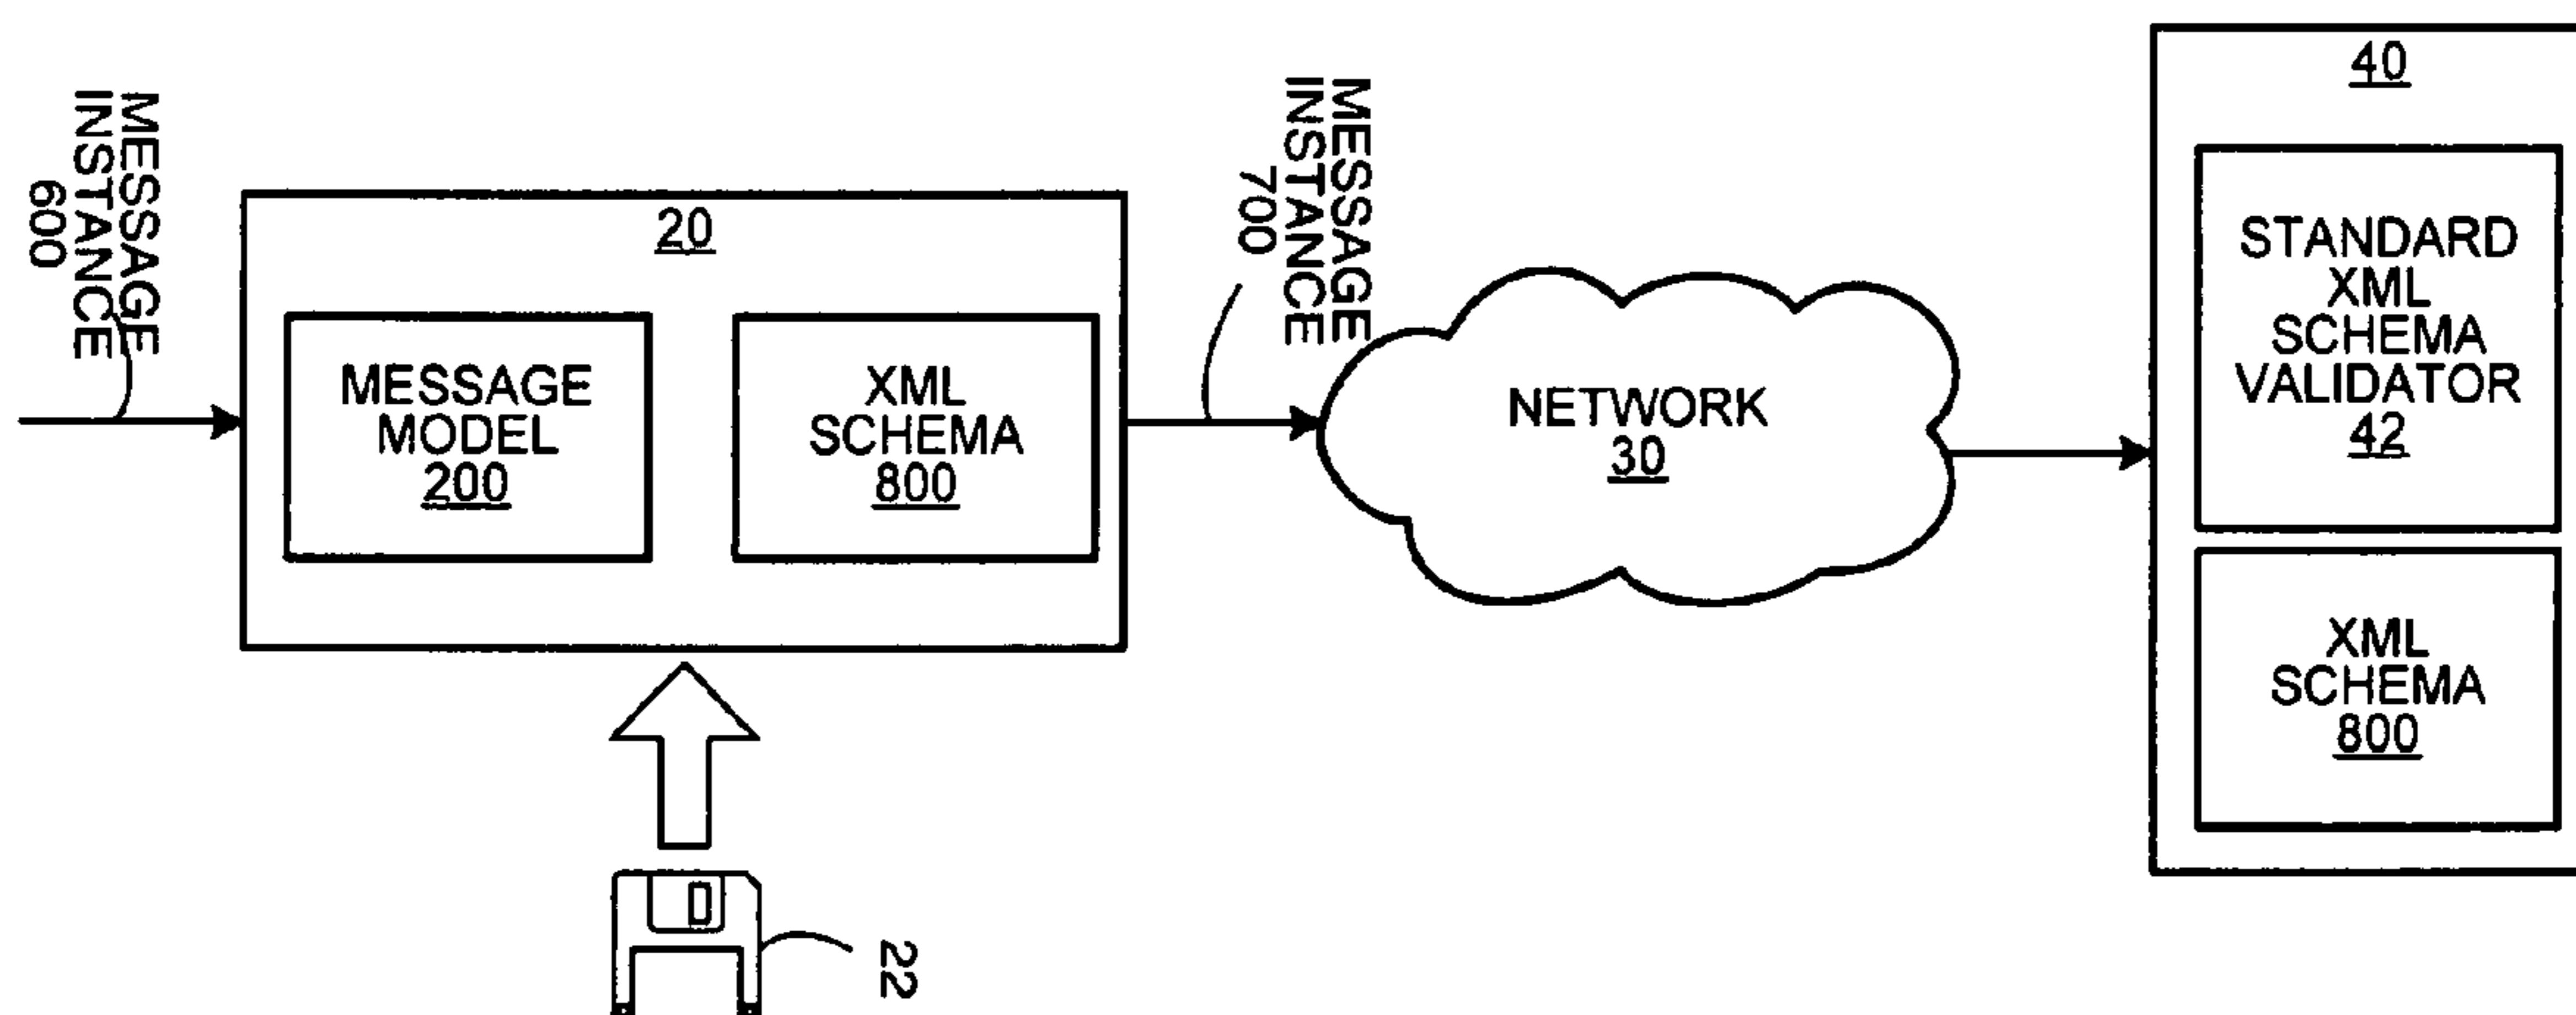 MESSAGE
INSTANCE
600
20
MESSAGE
MODEL
200
XML
SCHEMA
800
MESSAGE
INSTANCE
700
NETWORK
30
40
STANDARD
XML
SCHEMA
VALIDATOR
42
XML
SCHEMA
800
22